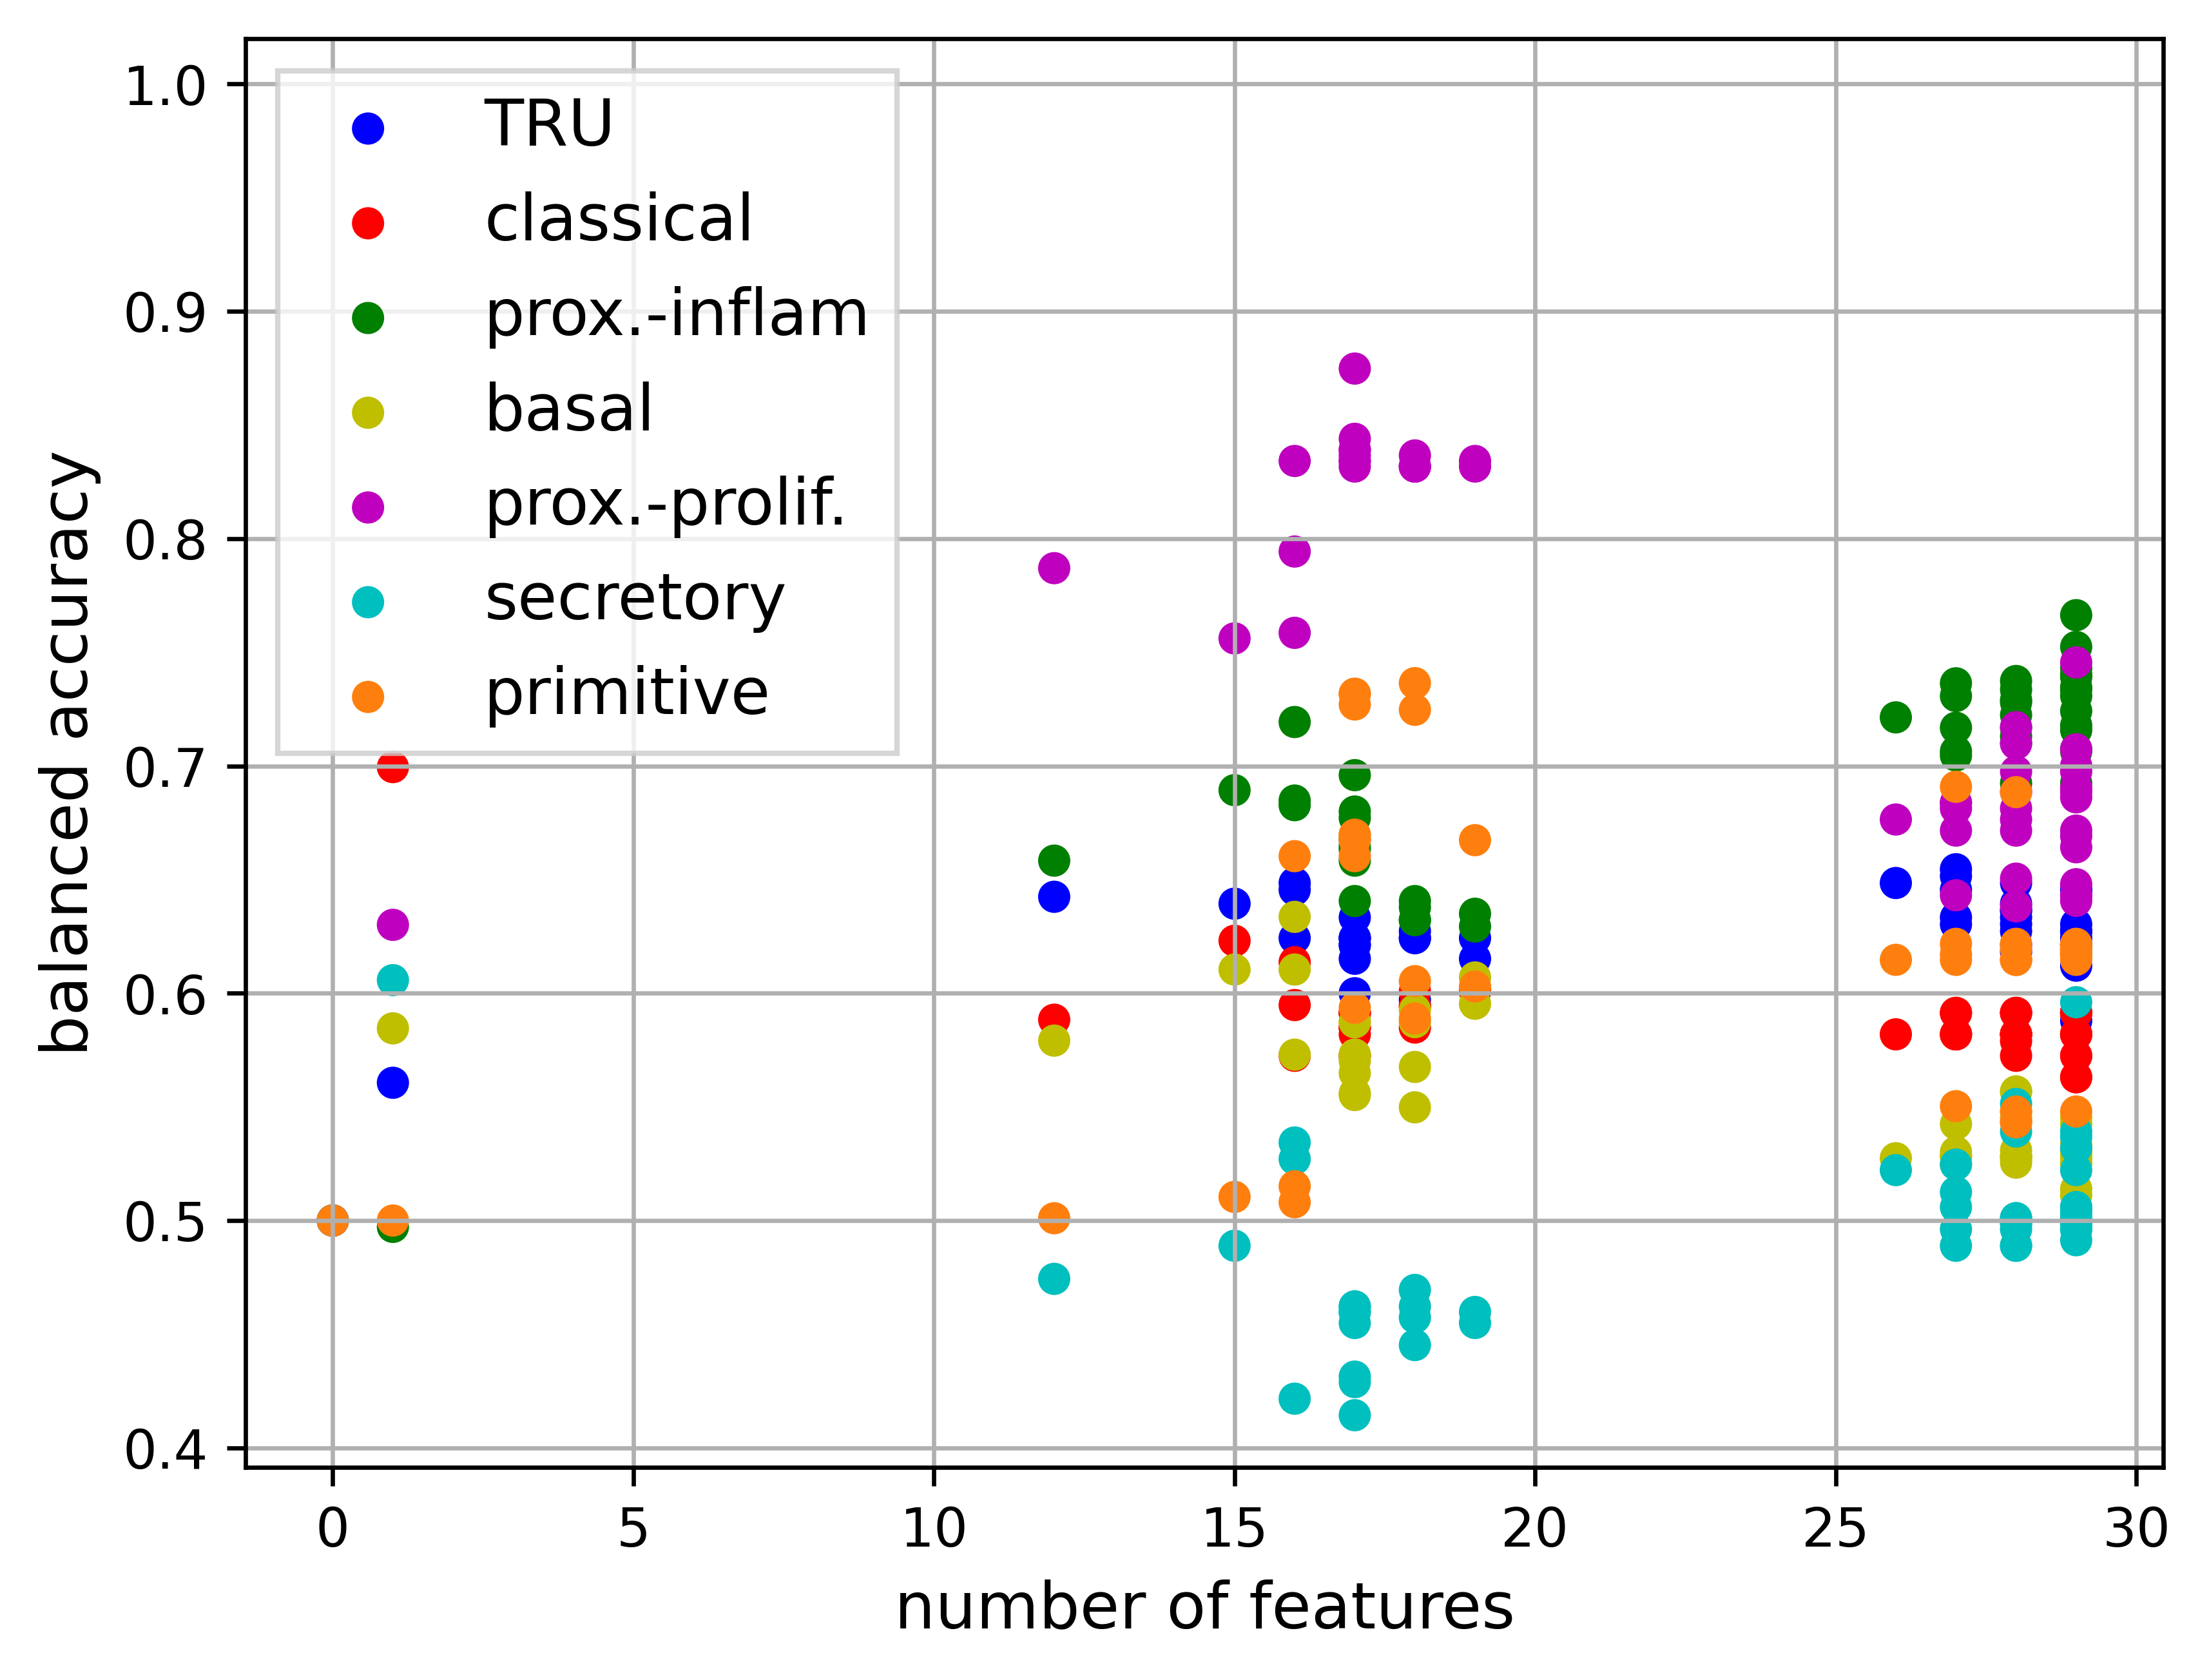 1.0
0.9
0.8
0.7
0.6
0.5
0.4
balanced accuracy
TRU
classical
prox.-inflam
basal
prox.-prolif.
secretory
primitive
0 5 10 15 20 25 30
number of features